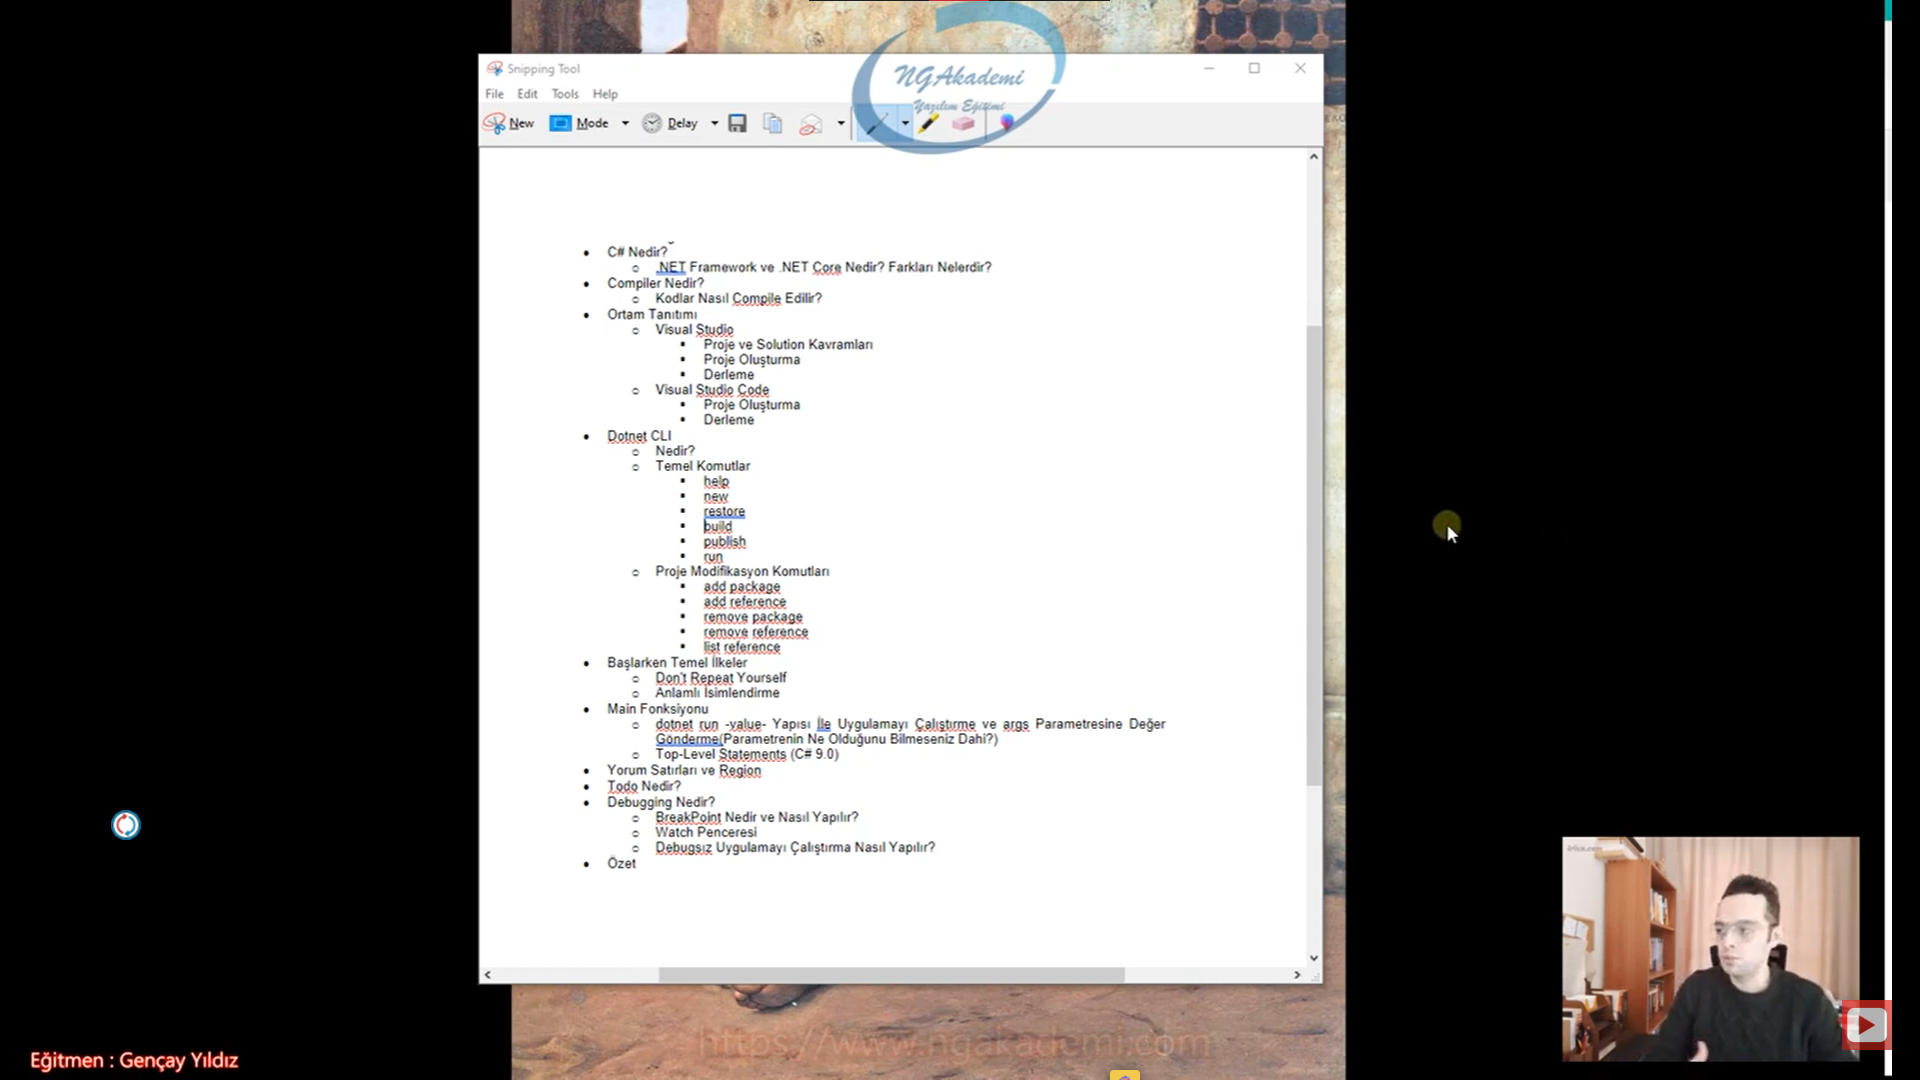 NGAkademi
Yazılım Eğitimi
Snipping Tool
File Edit Tools Help
New Mode Delay
C# Nedir?
.NET Framework ve .NET Core Nedir? Farkları Nelerdir?
Compiler Nedir?
Kodlar Nasıl Compile Edilir?
Ortam Tanıtımı
Visual Studio
Proje ve Solution Kavramları
Proje Oluşturma
Derleme
Visual Studio Code
Proje Oluşturma
Derleme
Dotnet CLI
Nedir?
Temel Komutlar
help
new
restore
build
publish
run
Proje Modifikasyon Komutları
add package
add reference
remove package
remove reference
list reference
Başlarken Temel İlkeler
Don't Repeat Yourself
Anlamlı İsimlendirme
Main Fonksiyonu
dotnet run -value- Yapısı İle Uygulamayı Çalıştırma ve args Parametresine Değer
Gönderme(Parametrenin Ne Olduğunu Bilmeseniz Dahi?)
Top-Level Statements (C# 9.0)
Yorum Satırları ve Region
Todo Nedir?
Debugging Nedir?
BreakPoint Nedir ve Nasıl Yapılır?
Watch Penceresi
Debugsız Uygulamayı Çalıştırma Nasıl Yapılır?
Özet
https://www.ngakademi.com
Eğitmen : Gençay Yıldız